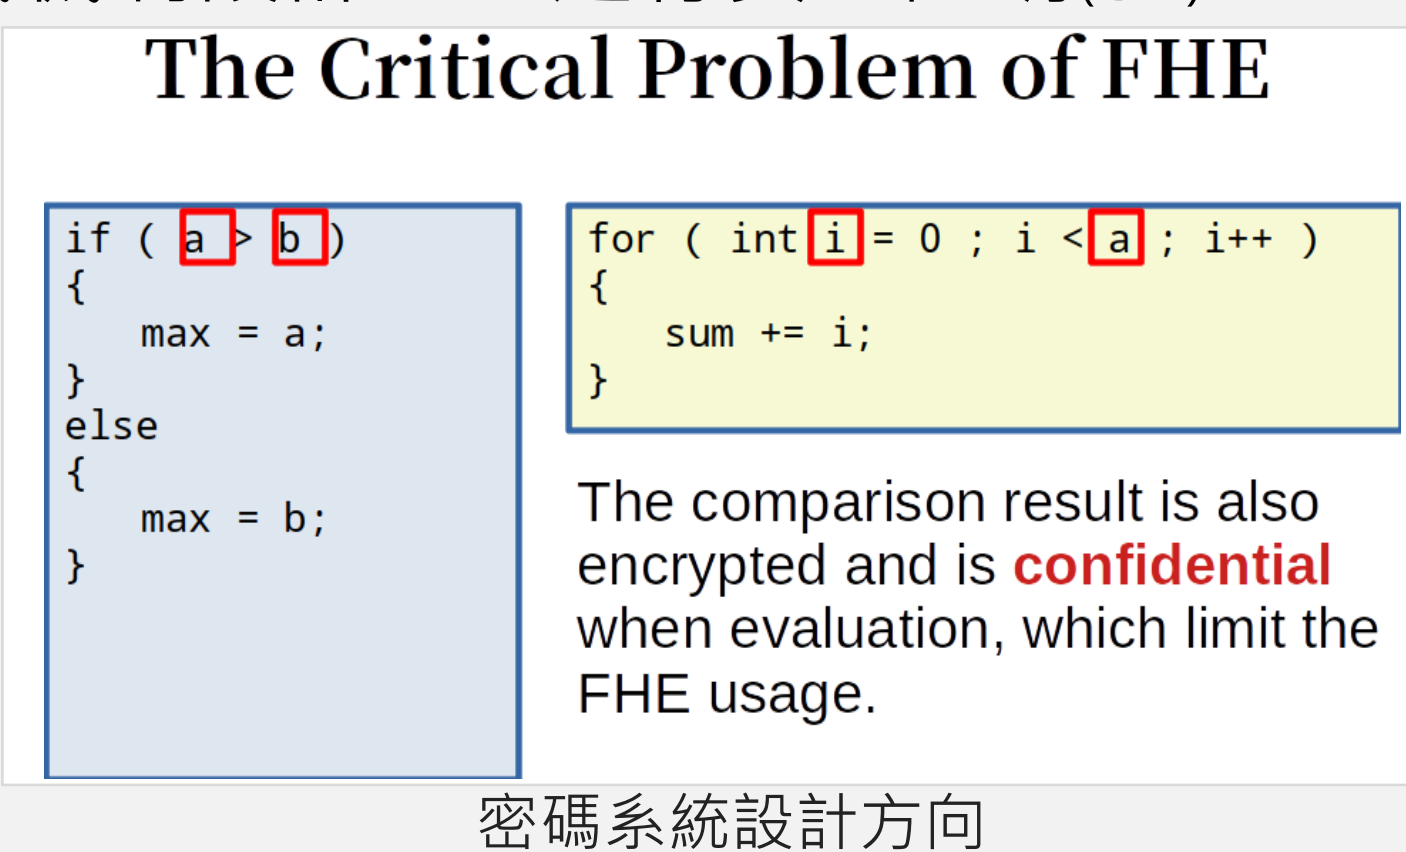 The Critical Problem of FHE
if ( a > b )
{
max = a;
}
else
{
max = b;
}
for ( int i = 0 ; i < a ; i++ )
{
sum += i;
}
The comparison result is also
encrypted and is confidential
when evaluation, which limit the
FHE usage.
密碼系統設計方向